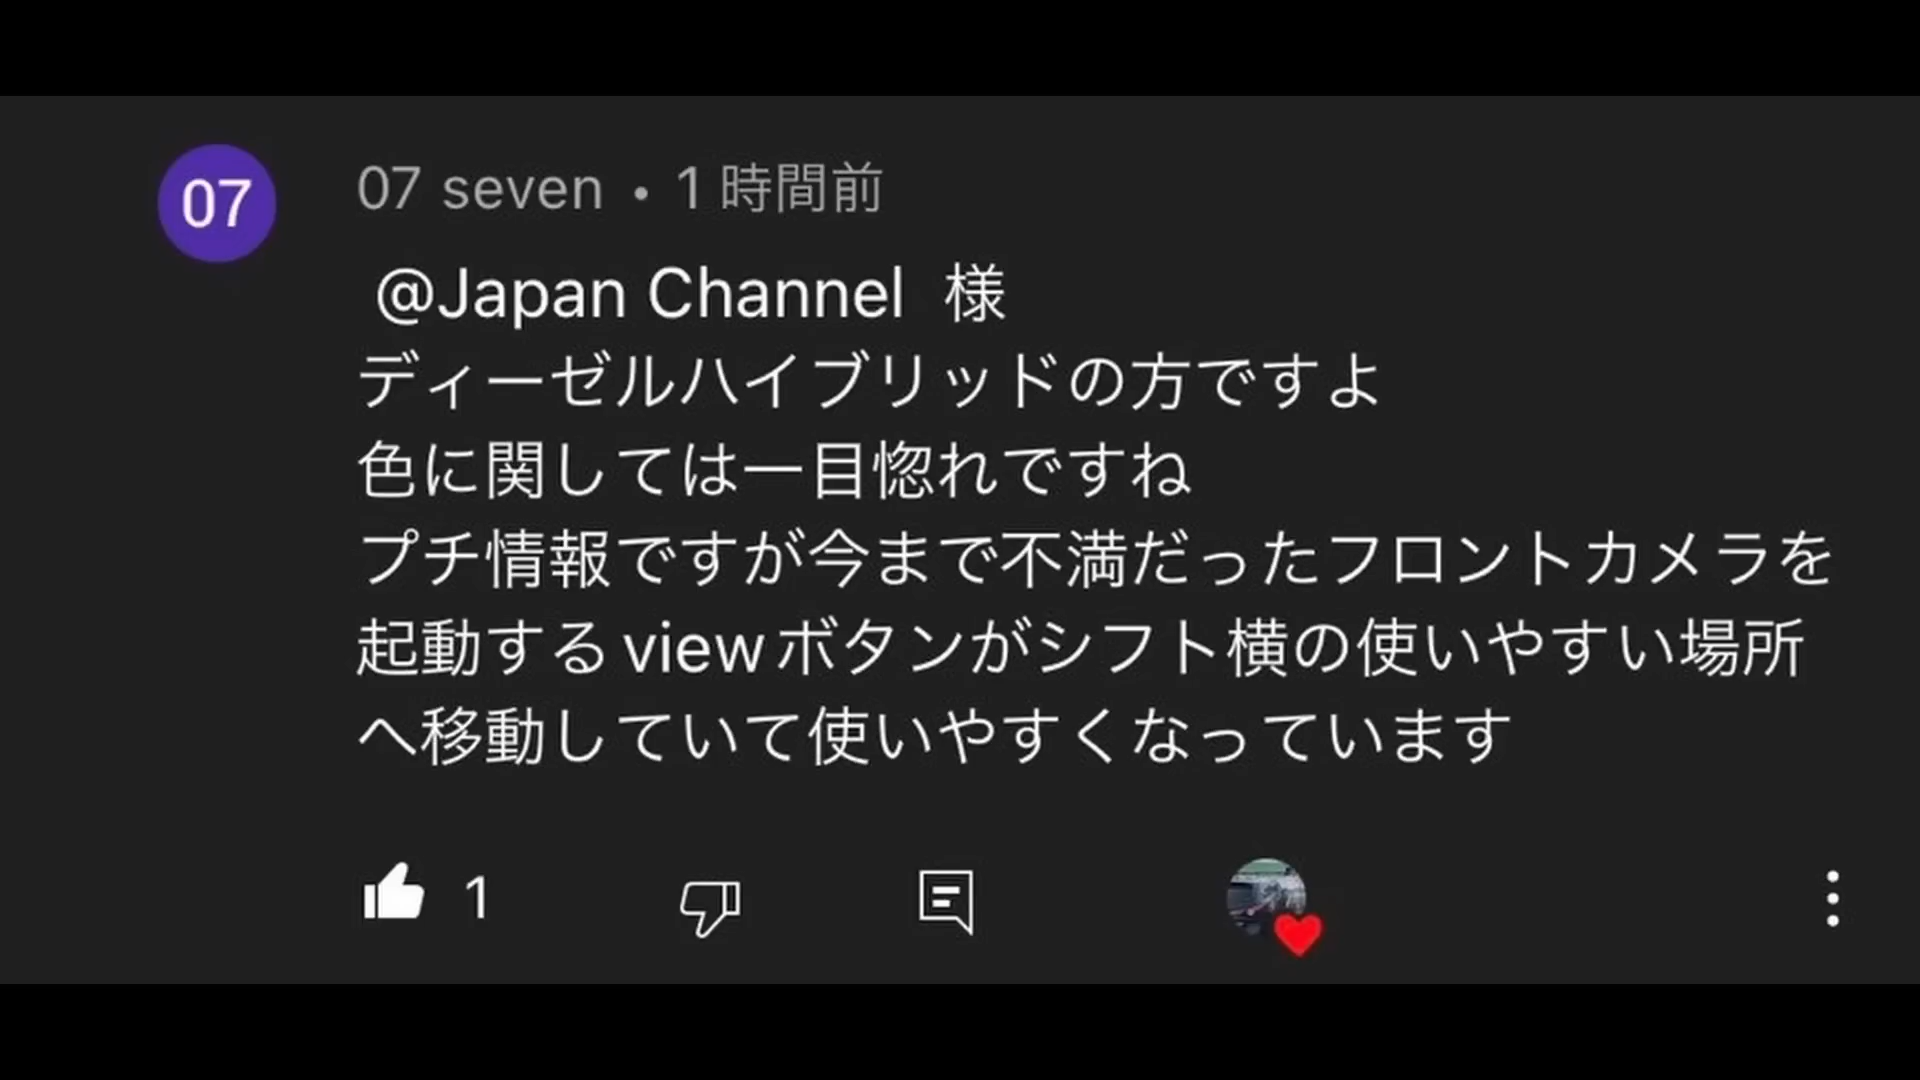 07
07 seven • 1 時間前
@Japan Channel 様
ディーゼルハイブリッドの方ですよ
色に関しては一目惚れですね
プチ情報ですが今まで不満だったフロントカメラを
起動するviewボタンがシフト横の使いやすい場所
へ移動していて使いやすくなっています
1